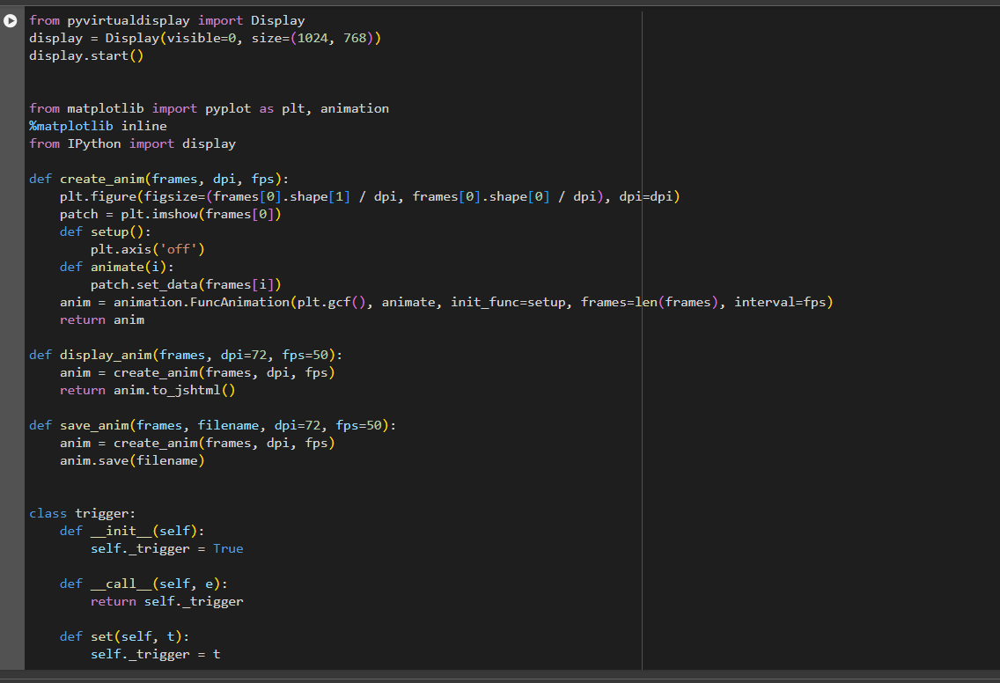 from pyvirtualdisplay import Display
display = Display(visible=0, size=(1024, 768))
display.start()
from matplotlib import pyplot as plt, animation
%matplotlib inline
from IPython import display
def create_anim(frames, dpi, fps):
    plt.figure(figsize=(frames[0].shape[1] / dpi, frames[0].shape[0] / dpi), dpi=dpi)
    patch = plt.imshow(frames[0])
    def setup():
        plt.axis('off')
    def animate(i):
        patch.set_data(frames[i])
    anim = animation.FuncAnimation(plt.gcf(), animate, init_func=setup, frames=len(frames), interval=fps)
    return anim
def display_anim(frames, dpi=72, fps=50):
    anim = create_anim(frames, dpi, fps)
    return anim.to_jshtml()
def save_anim(frames, filename, dpi=72, fps=50):
    anim = create_anim(frames, dpi, fps)
    anim.save(filename)
class trigger:
    def __init__(self):
        self._trigger = True
    def __call__(self, e):
        return self._trigger
    def set(self, t):
        self._trigger = t